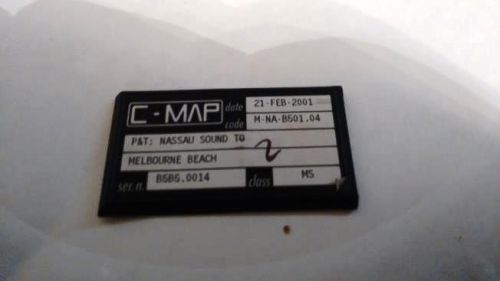 C-MAP date 21-FEB-2001
code M-NA-B501.04
P&T: NASSAU SOUND TO
MELBOURNE BEACH 2
ser. n. B5B5.0014 class MS